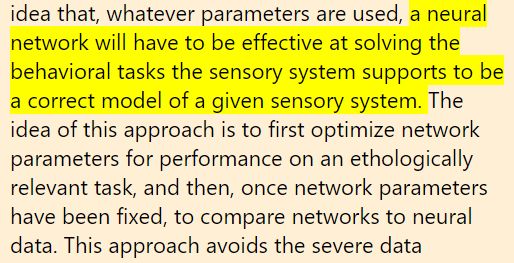 idea that, whatever parameters are used, a neural
network will have to be effective at solving the
behavioral tasks the sensory system supports to be
a correct model of a given sensory system. The
idea of this approach is to first optimize network
parameters for performance on an ethologically
relevant task, and then, once network parameters
have been fixed, to compare networks to neural
data. This approach avoids the severe data